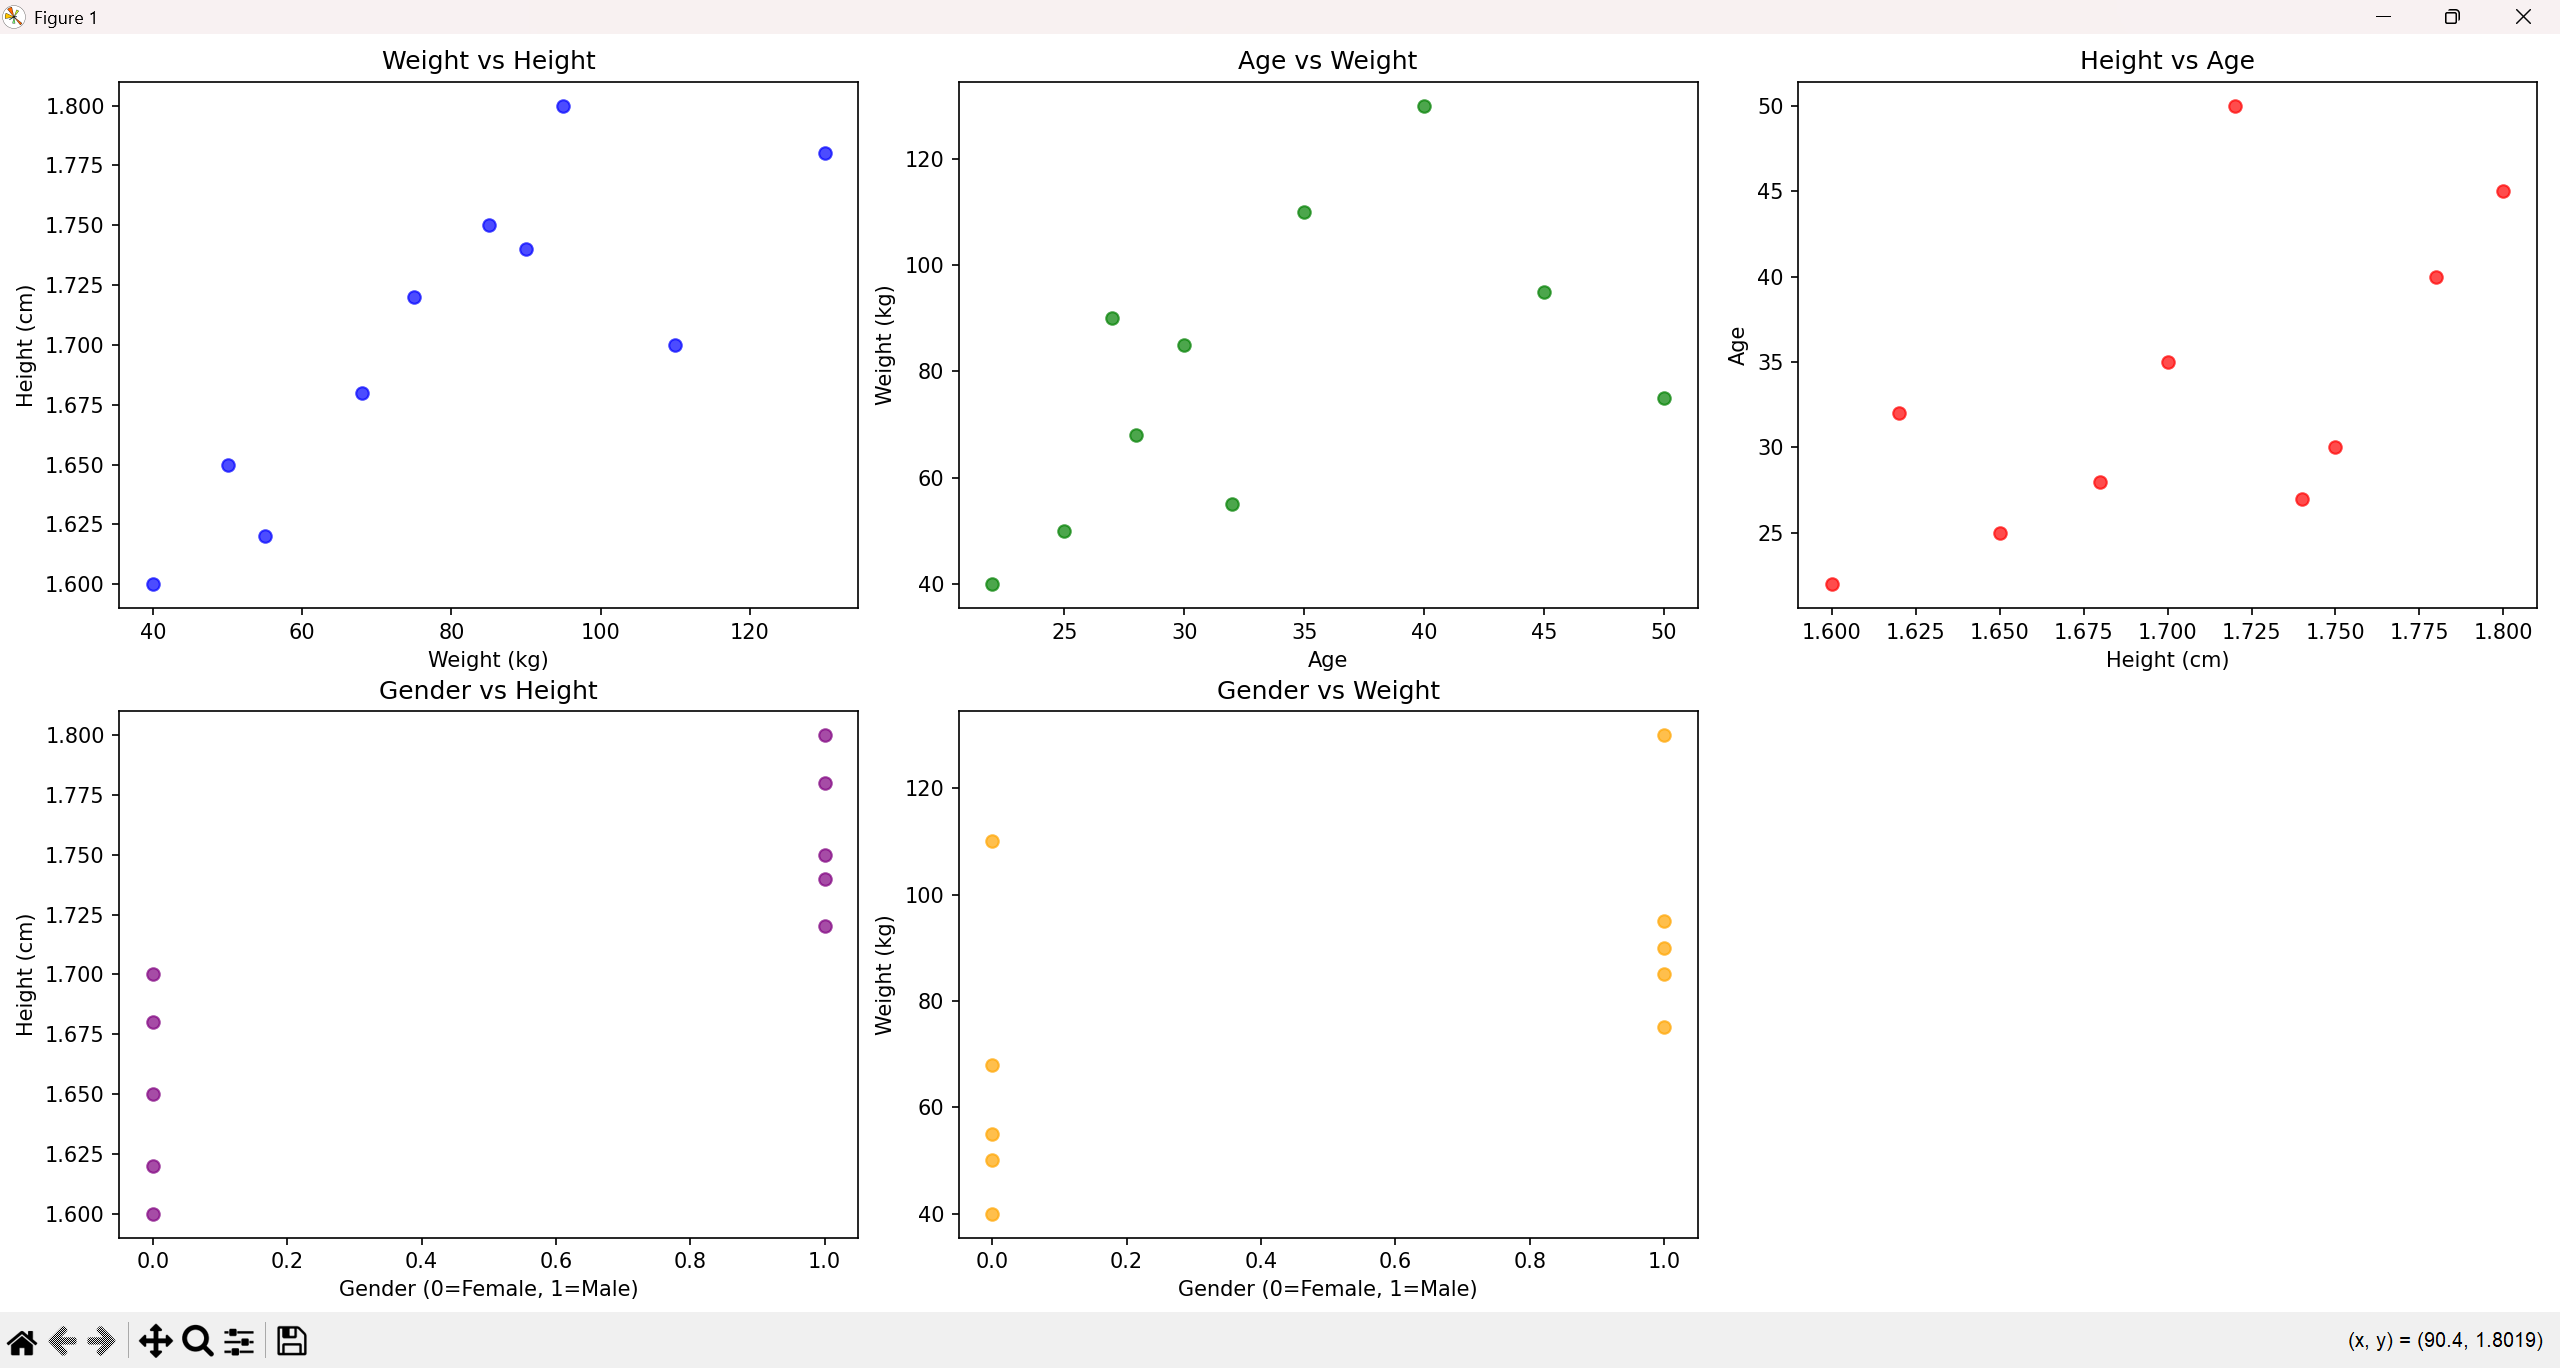 Figure 1
Weight vs Height
1.800
1.775
1.750
1.725
1.700
1.675
1.650
1.625
1.600
Height (cm)
40 60 80 100 120
Weight (kg)
Age vs Weight
120
100
80
60
40
Weight (kg)
25 30 35 40 45 50
Age
Height vs Age
50
45
40
35
30
25
Age
1.600 1.625 1.650 1.675 1.700 1.725 1.750 1.775 1.800
Height (cm)
Gender vs Height
1.800
1.775
1.750
1.725
1.700
1.675
1.650
1.625
1.600
Height (cm)
0.0 0.2 0.4 0.6 0.8 1.0
Gender (0=Female, 1=Male)
Gender vs Weight
120
100
80
60
40
Weight (kg)
0.0 0.2 0.4 0.6 0.8 1.0
Gender (0=Female, 1=Male)
(x, y) = (90.4, 1.8019)